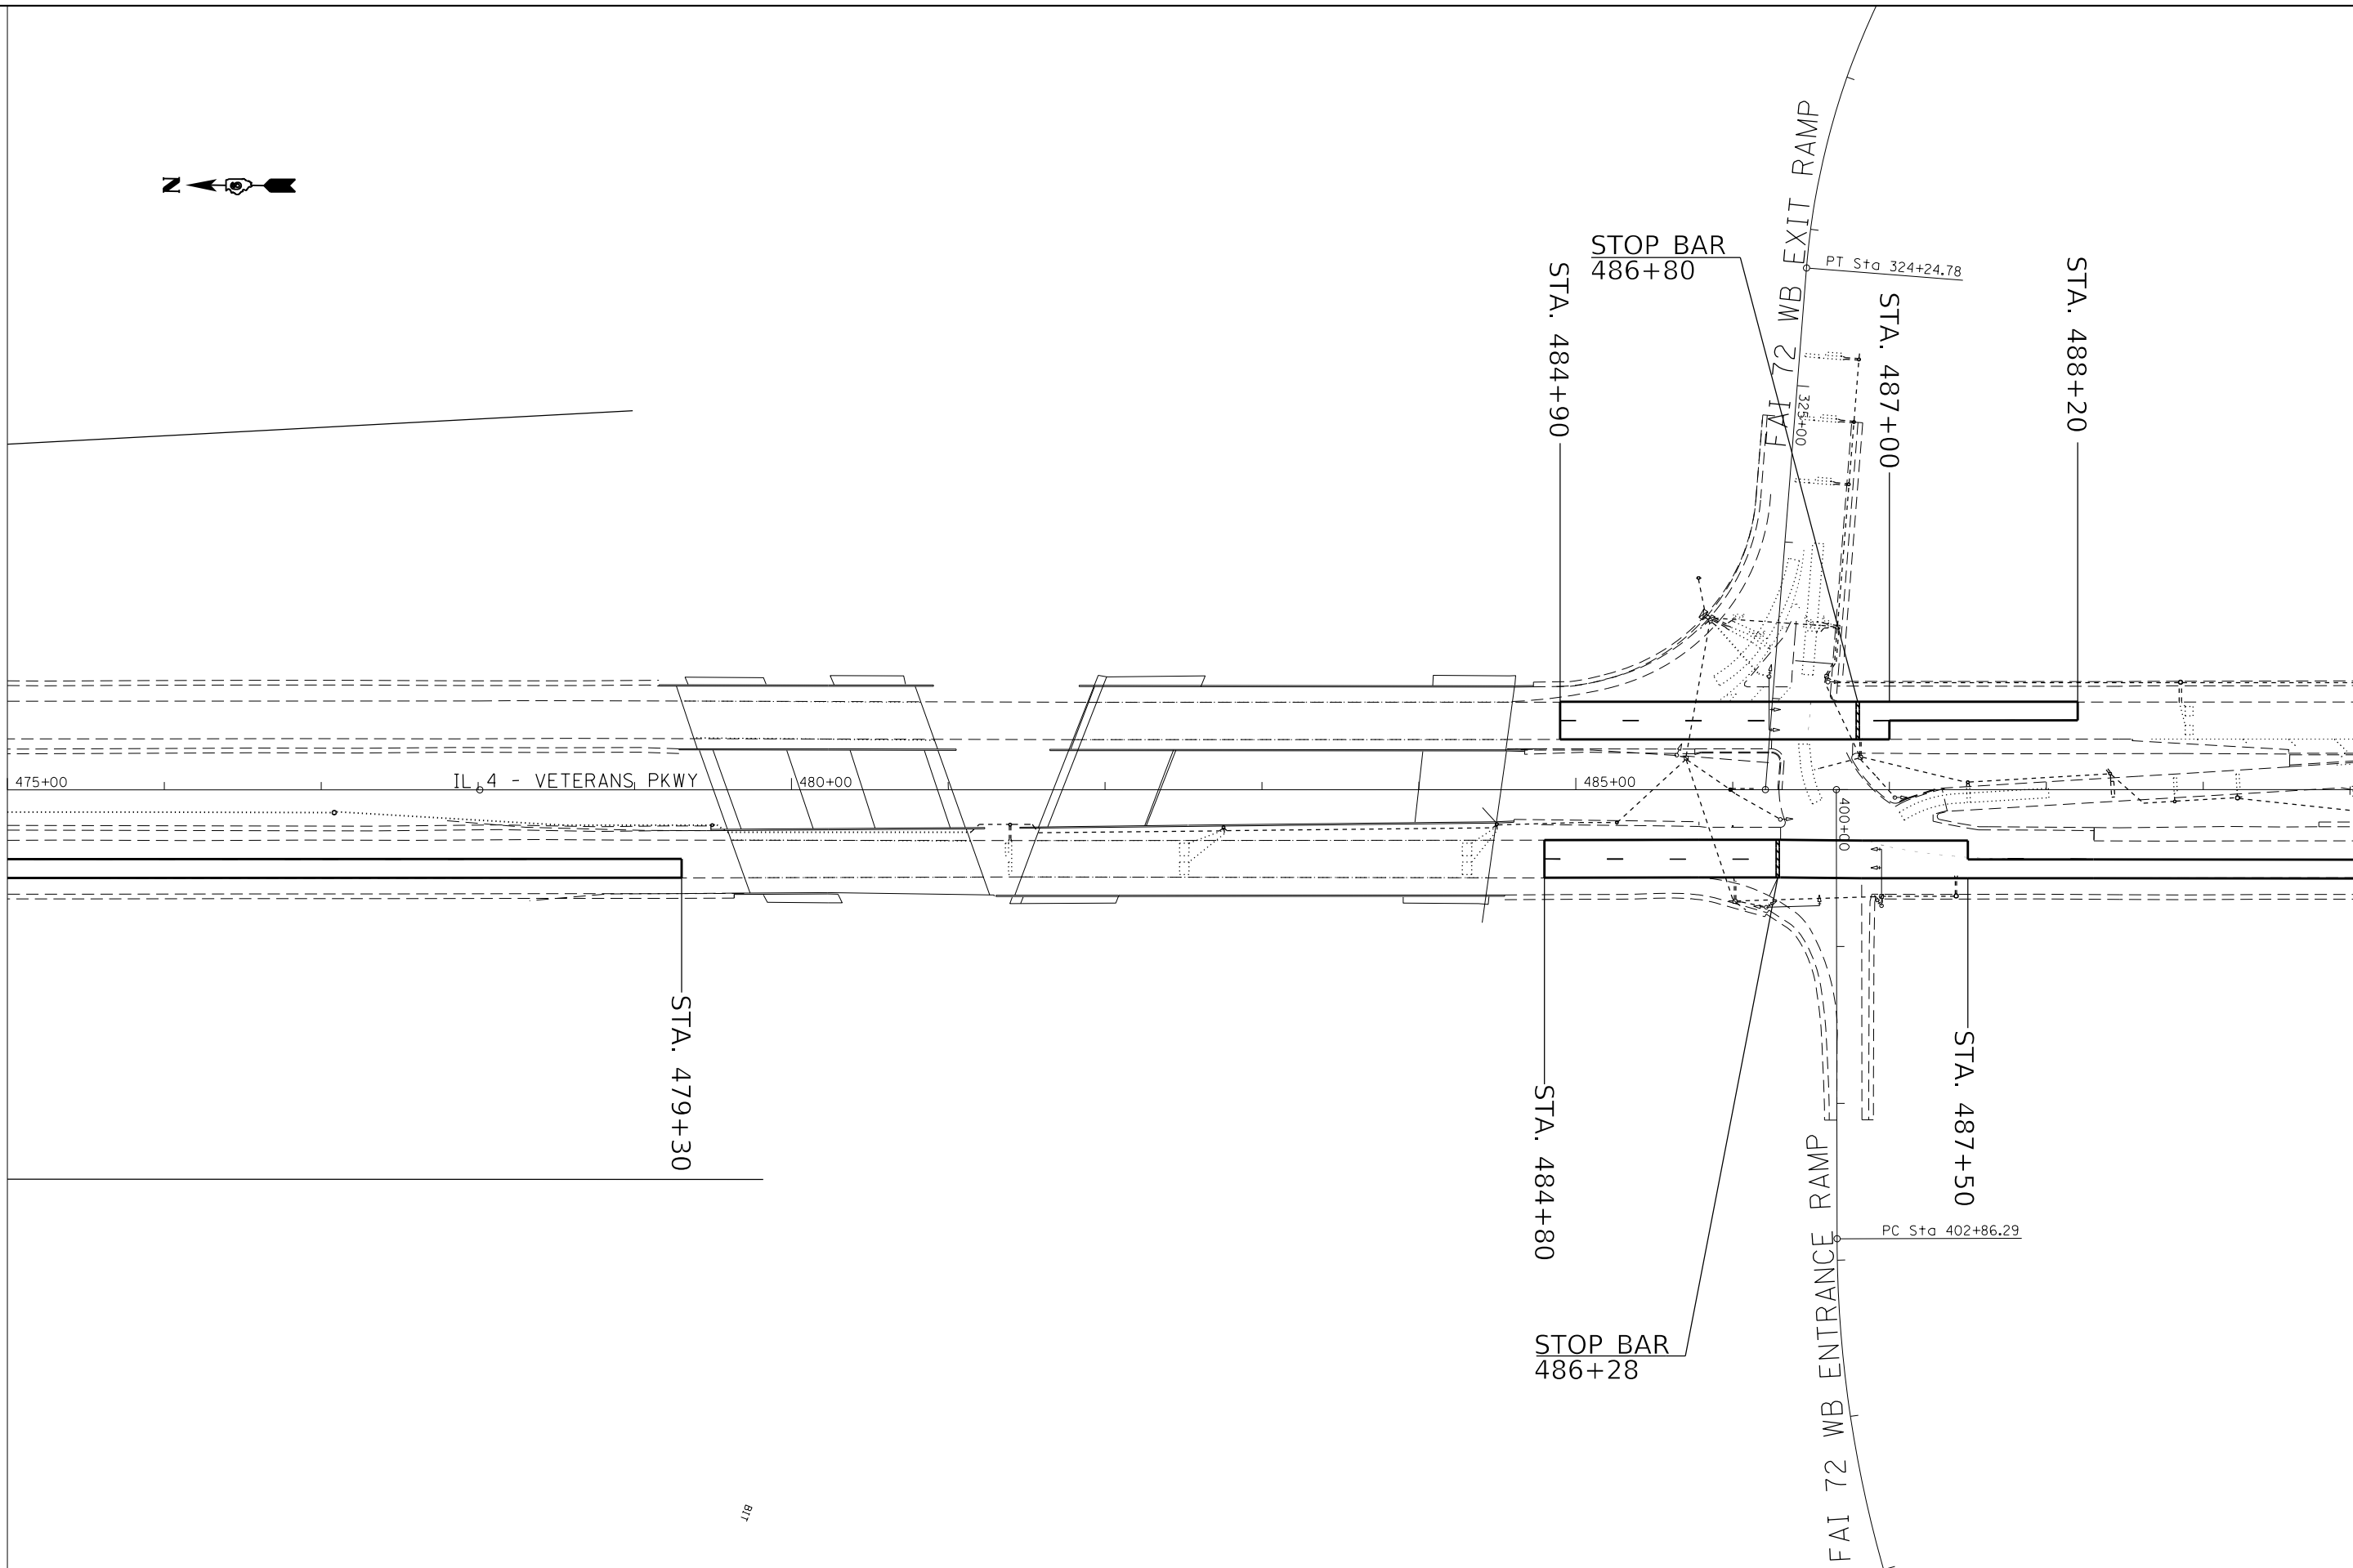 N
FAI 72 WB EXIT RAMP
STOP BAR
486+80
PT Sta 324+24.78
STA. 484+90
STA. 487+00
STA. 488+20
325+00
475+00
IL 4 - VETERANS PKWY
480+00
485+00
400+00
STA. 479+30
STA. 484+80
STA. 487+50
PC Sta 402+86.29
STOP BAR
486+28
FAI 72 WB ENTRANCE RAMP
BIT